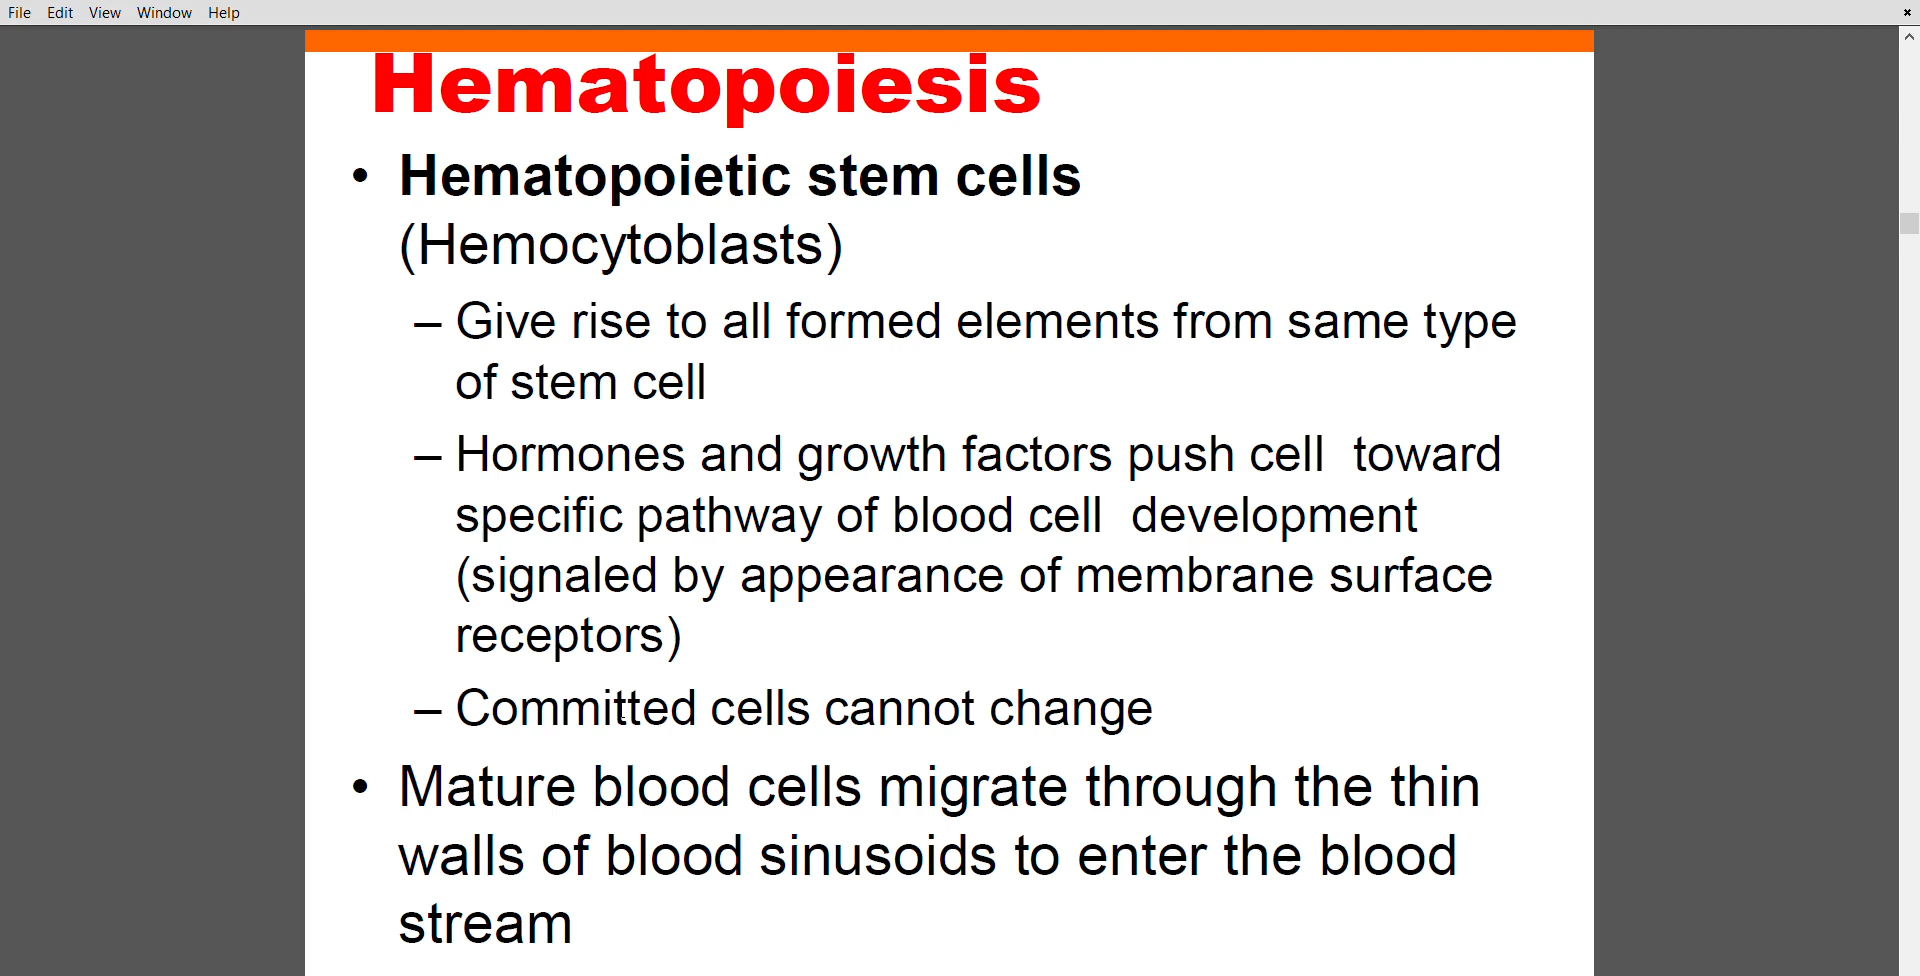 File Edit View Window Help
Hematopoiesis
• Hematopoietic stem cells
(Hemocytoblasts)
– Give rise to all formed elements from same type
of stem cell
– Hormones and growth factors push cell toward
specific pathway of blood cell development
(signaled by appearance of membrane surface
receptors)
– Committed cells cannot change
• Mature blood cells migrate through the thin
walls of blood sinusoids to enter the blood
stream